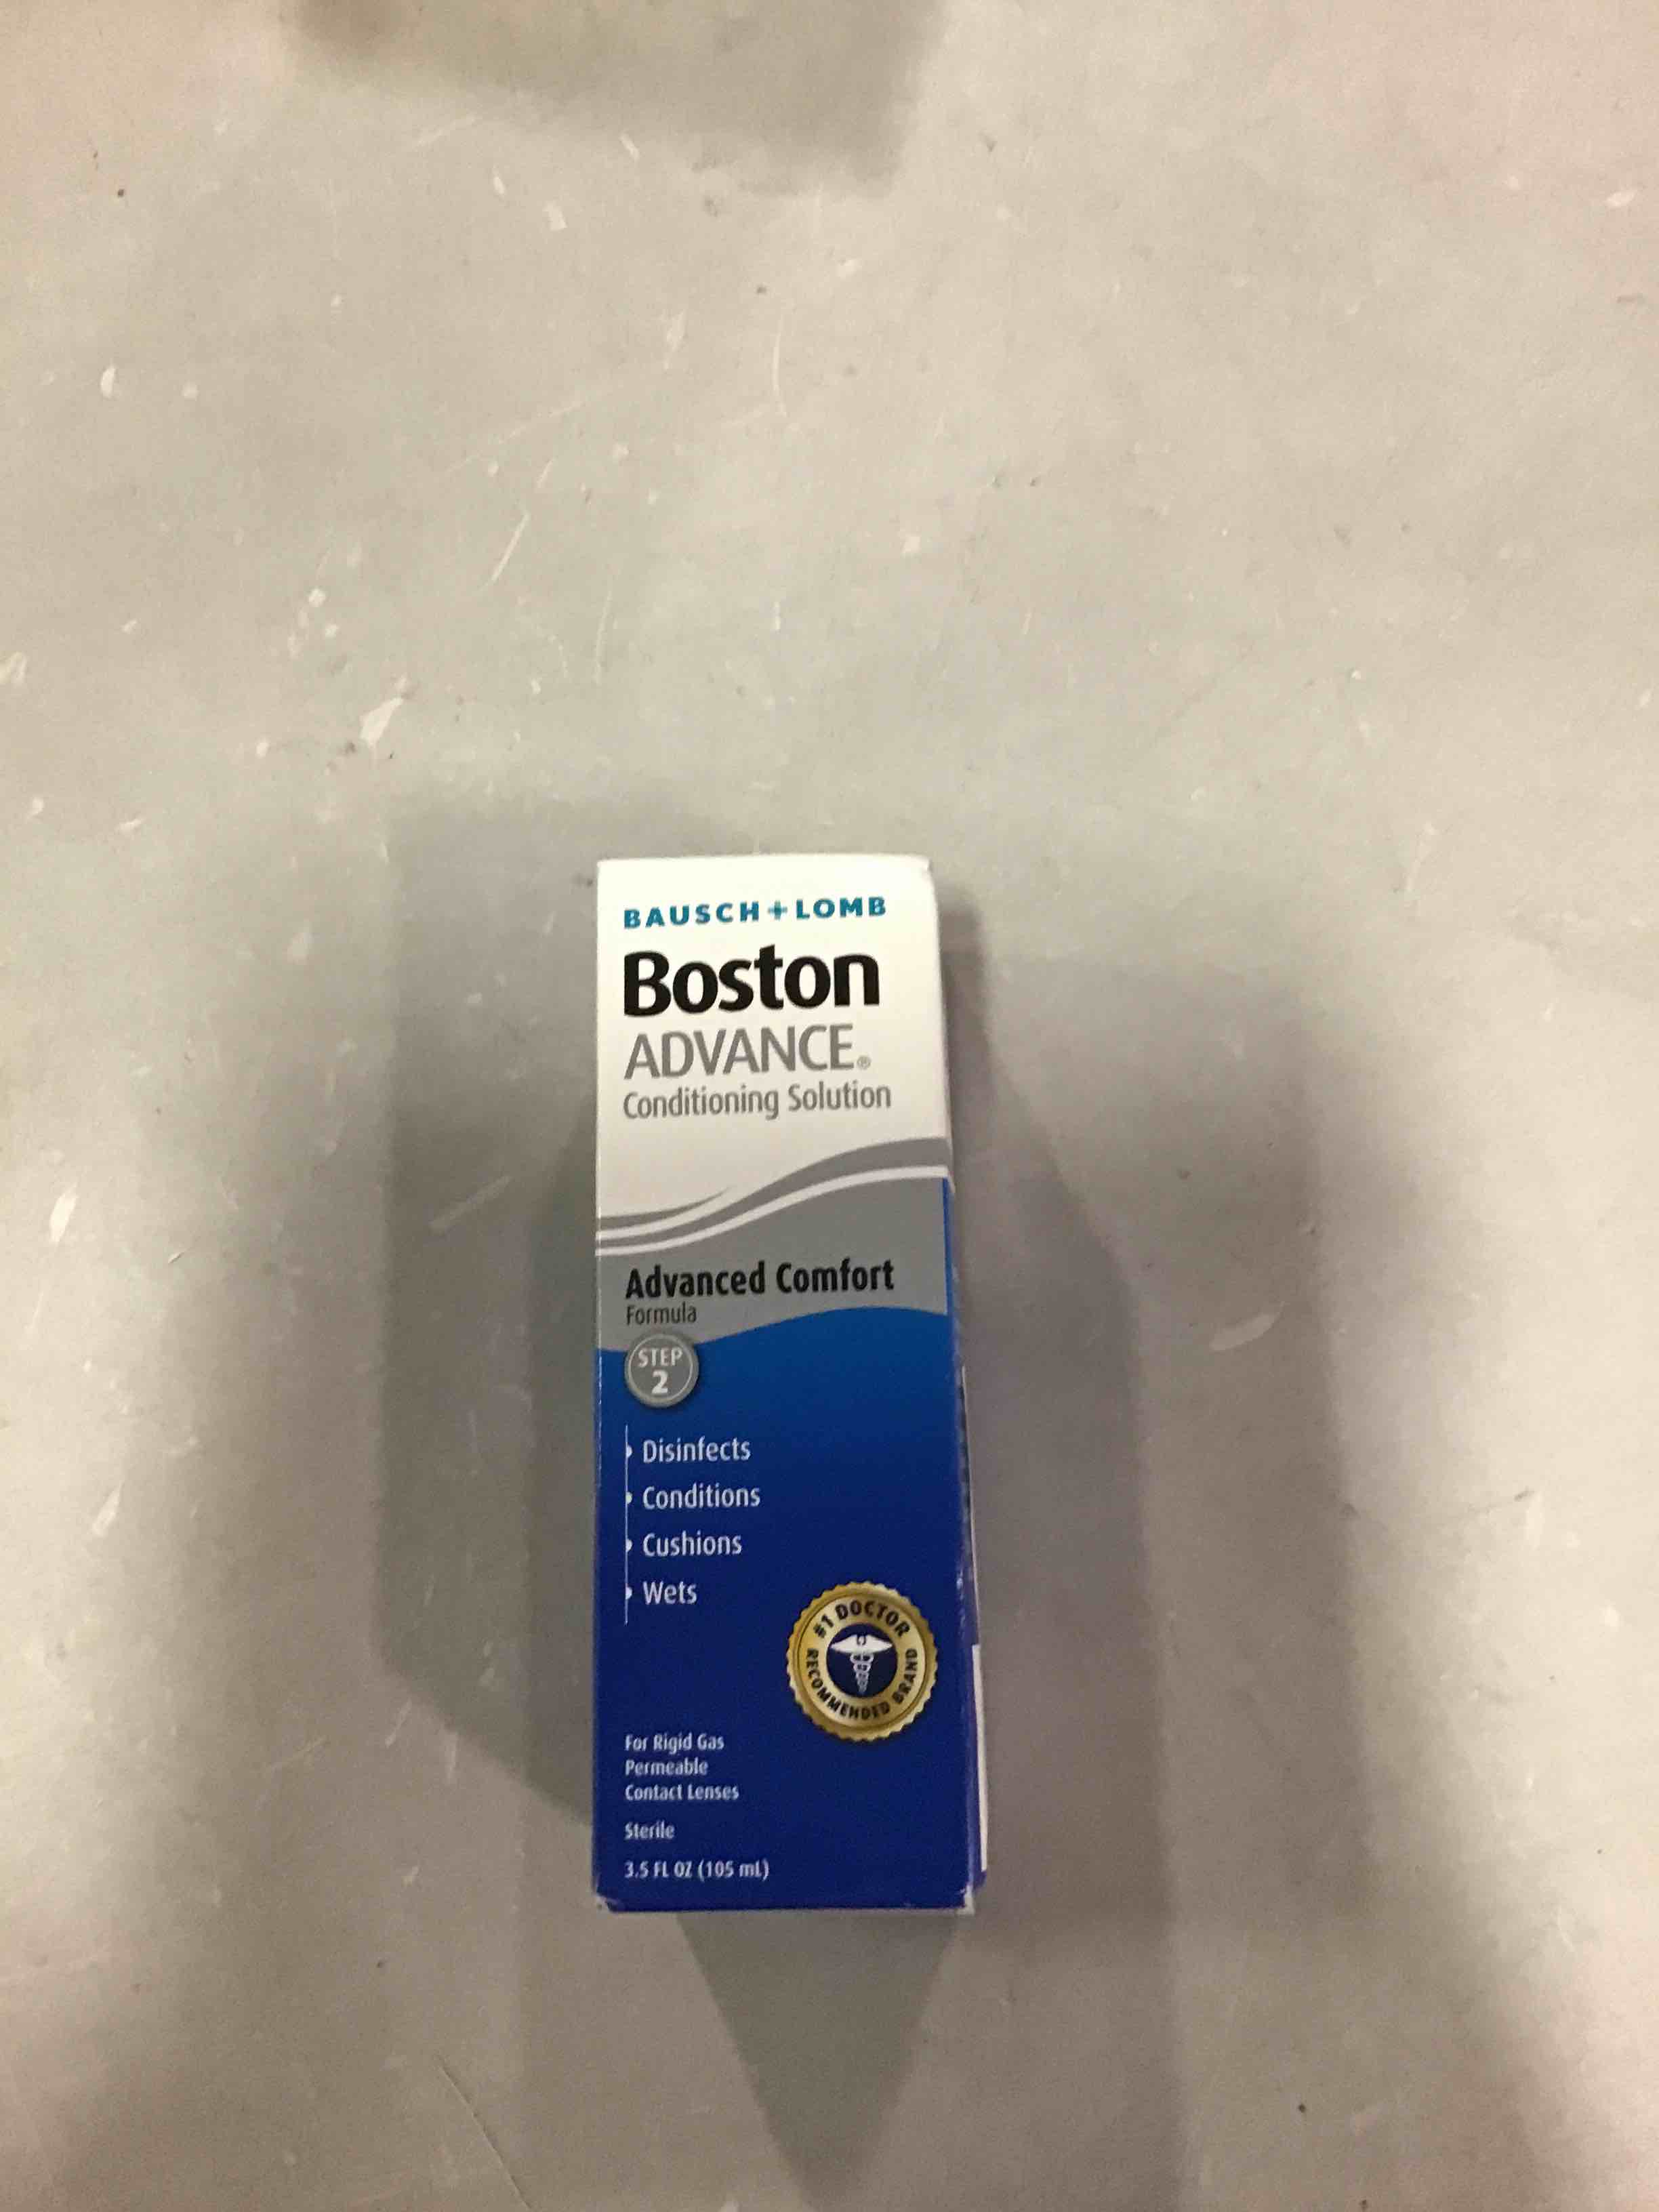 BAUSCH + LOMB
Boston
ADVANCE®
Conditioning Solution
Advanced Comfort
Formula
STEP
2
Disinfects
Conditions
Cushions
Wets
#1 DOCTOR
RECOMMENDED BRAND
For Rigid Gas
Permeable
Contact Lenses
Sterile
3.5 FL OZ (105 mL)